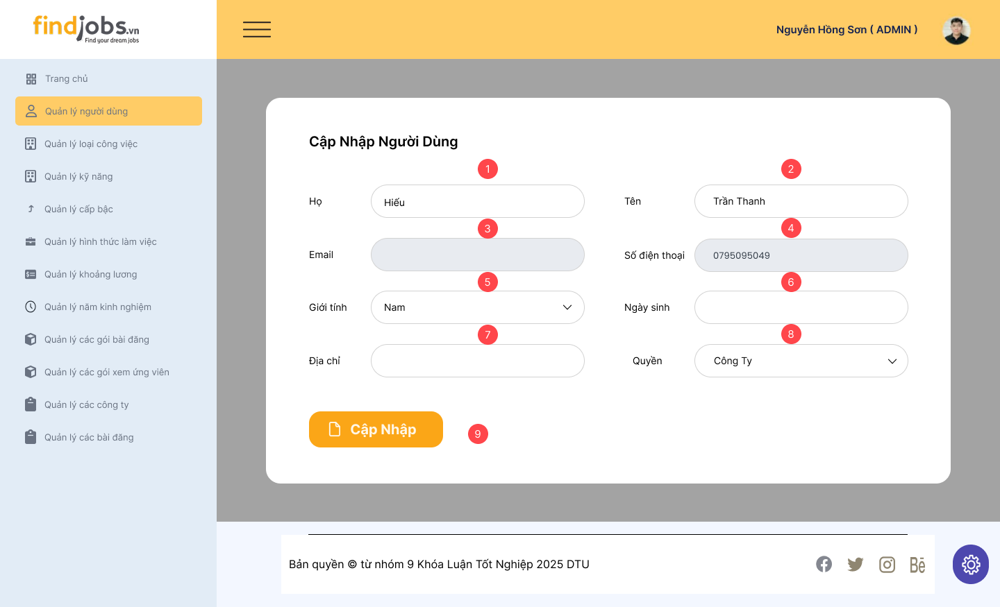 findjobs.vn
Find your dream jobs
Nguyễn Hồng Sơn ( ADMIN )
Trang chủ
Quản lý người dùng
Quản lý loại công việc
Quản lý kỹ năng
Quản lý cấp bậc
Quản lý hình thức làm việc
Quản lý khoảng lương
Quản lý năm kinh nghiệm
Quản lý các gói bài đăng
Quản lý các gói xem ứng viên
Quản lý các công ty
Quản lý các bài đăng
Cập Nhập Người Dùng
1
2
Họ
Hiếu
Tên
Trần Thanh
3
4
Email
Số điện thoại
0795095049
5
6
Giới tính
Nam
Ngày sinh
7
8
Địa chỉ
Quyền
Công Ty
Cập Nhập
9
Bản quyền © từ nhóm 9 Khóa Luận Tốt Nghiệp 2025 DTU